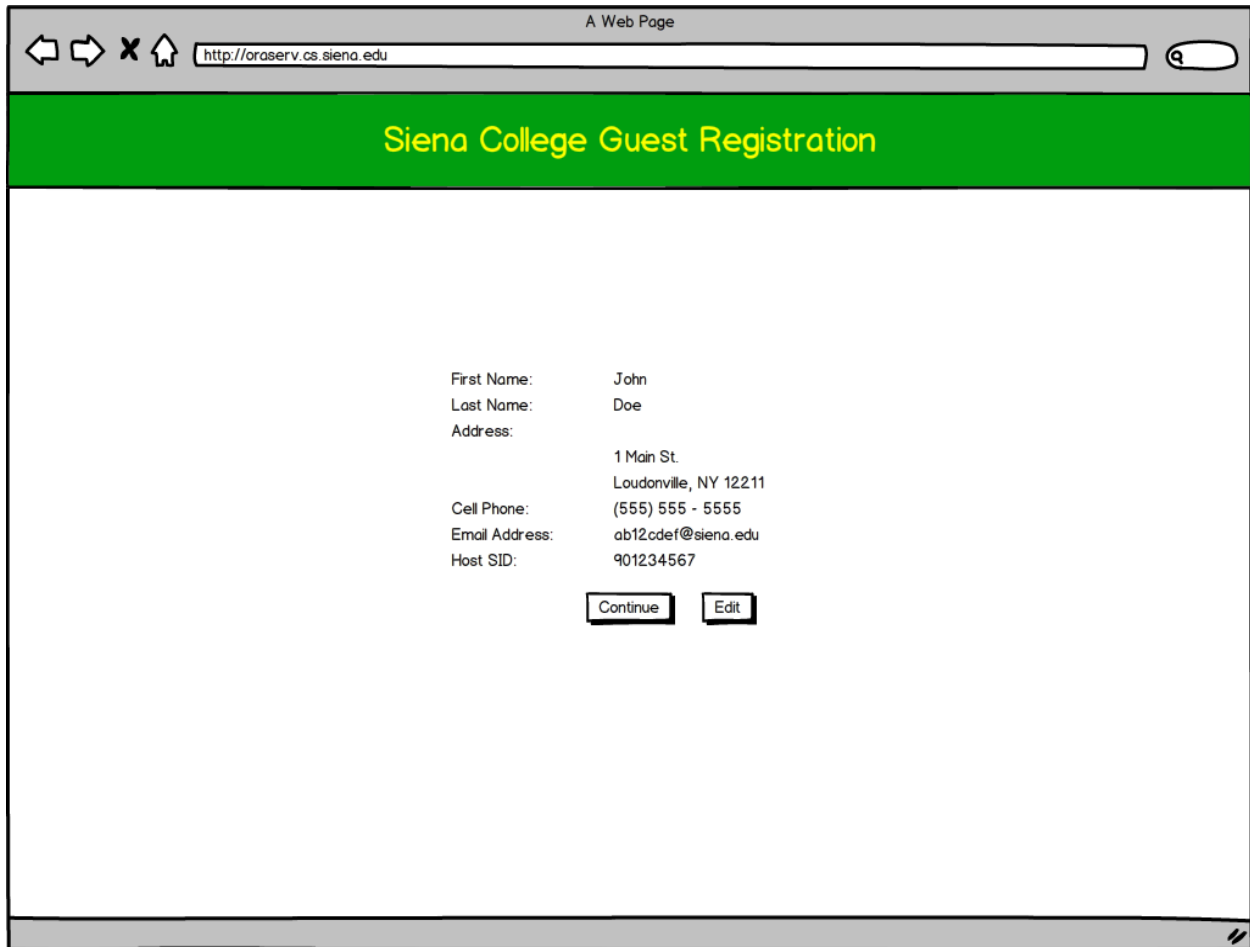 A Web Page
http://oraserv.cs.siena.edu
Siena College Guest Registration
First Name: John
Last Name: Doe
Address:
1 Main St.
Loudonville, NY 12211
Cell Phone: (555) 555 - 5555
Email Address: ab12cdef@siena.edu
Host SID: 901234567
Continue Edit